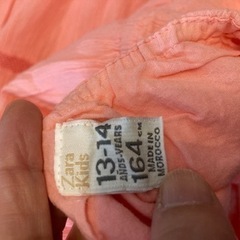 Zara
Kids
13-14
AÑOS-YEARS
164 CM
MADE IN
MOROCCO